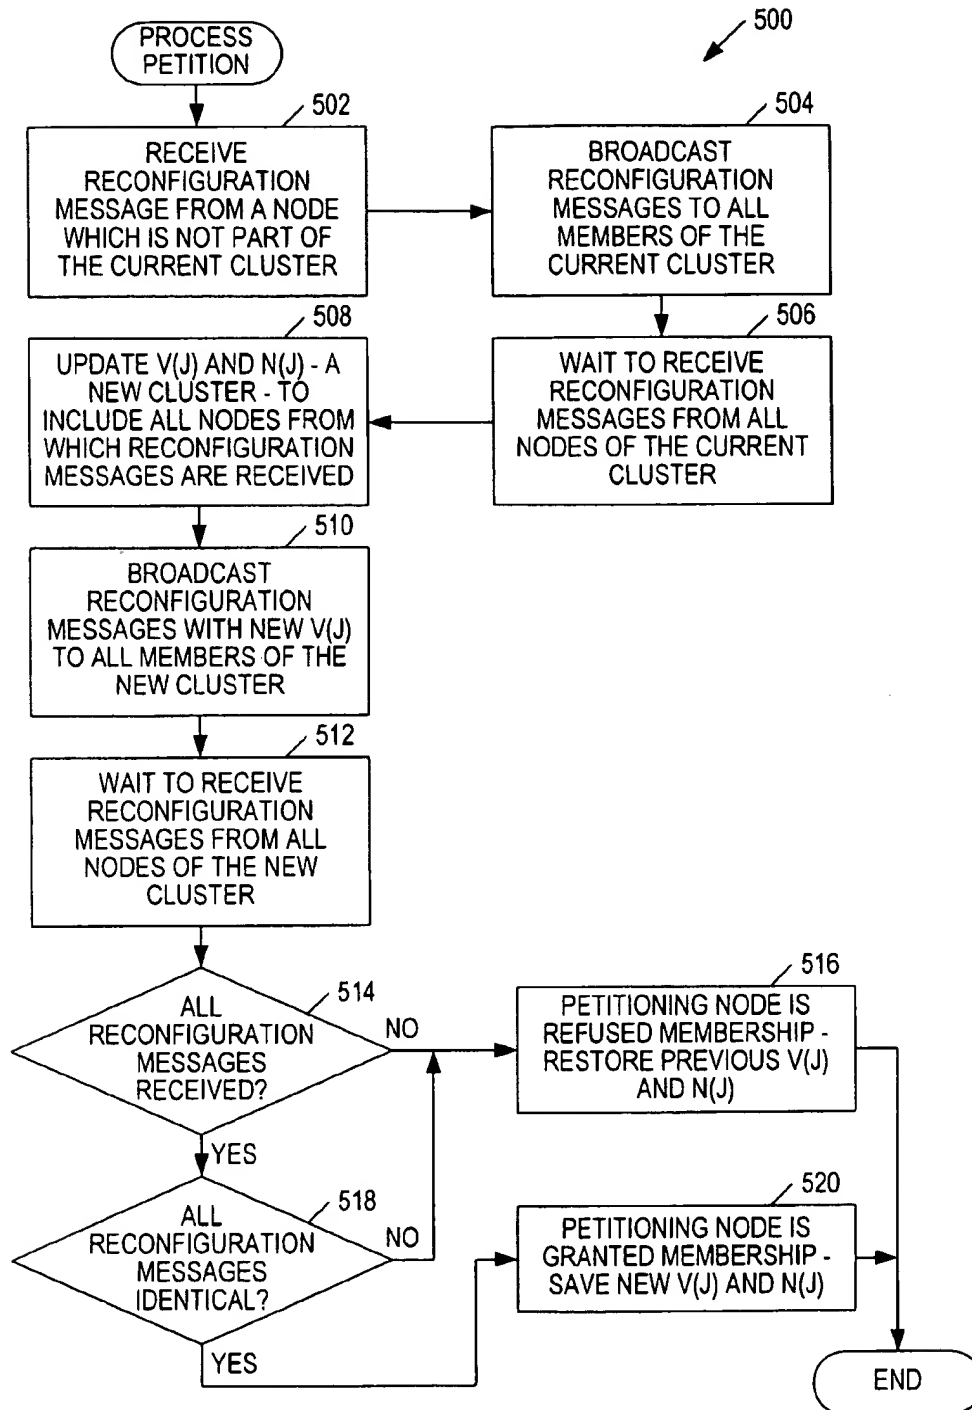 PROCESS
PETITION
500
502
RECEIVE
RECONFIGURATION
MESSAGE FROM A NODE
WHICH IS NOT PART OF
THE CURRENT CLUSTER
504
BROADCAST
RECONFIGURATION
MESSAGES TO ALL
MEMBERS OF THE
CURRENT CLUSTER
506
WAIT TO RECEIVE
RECONFIGURATION
MESSAGES FROM ALL
NODES OF THE CURRENT
CLUSTER
508
UPDATE V(J) AND N(J) - A
NEW CLUSTER - TO
INCLUDE ALL NODES FROM
WHICH RECONFIGURATION
MESSAGES ARE RECEIVED
510
BROADCAST
RECONFIGURATION
MESSAGES WITH NEW V(J)
TO ALL MEMBERS OF THE
NEW CLUSTER
512
WAIT TO RECEIVE
RECONFIGURATION
MESSAGES FROM ALL
NODES OF THE NEW
CLUSTER
514
ALL
RECONFIGURATION
MESSAGES
RECEIVED?
NO
YES
516
PETITIONING NODE IS
REFUSED MEMBERSHIP -
RESTORE PREVIOUS V(J)
AND N(J)
518
ALL
RECONFIGURATION
MESSAGES
IDENTICAL?
NO
YES
520
PETITIONING NODE IS
GRANTED MEMBERSHIP -
SAVE NEW V(J) AND N(J)
END